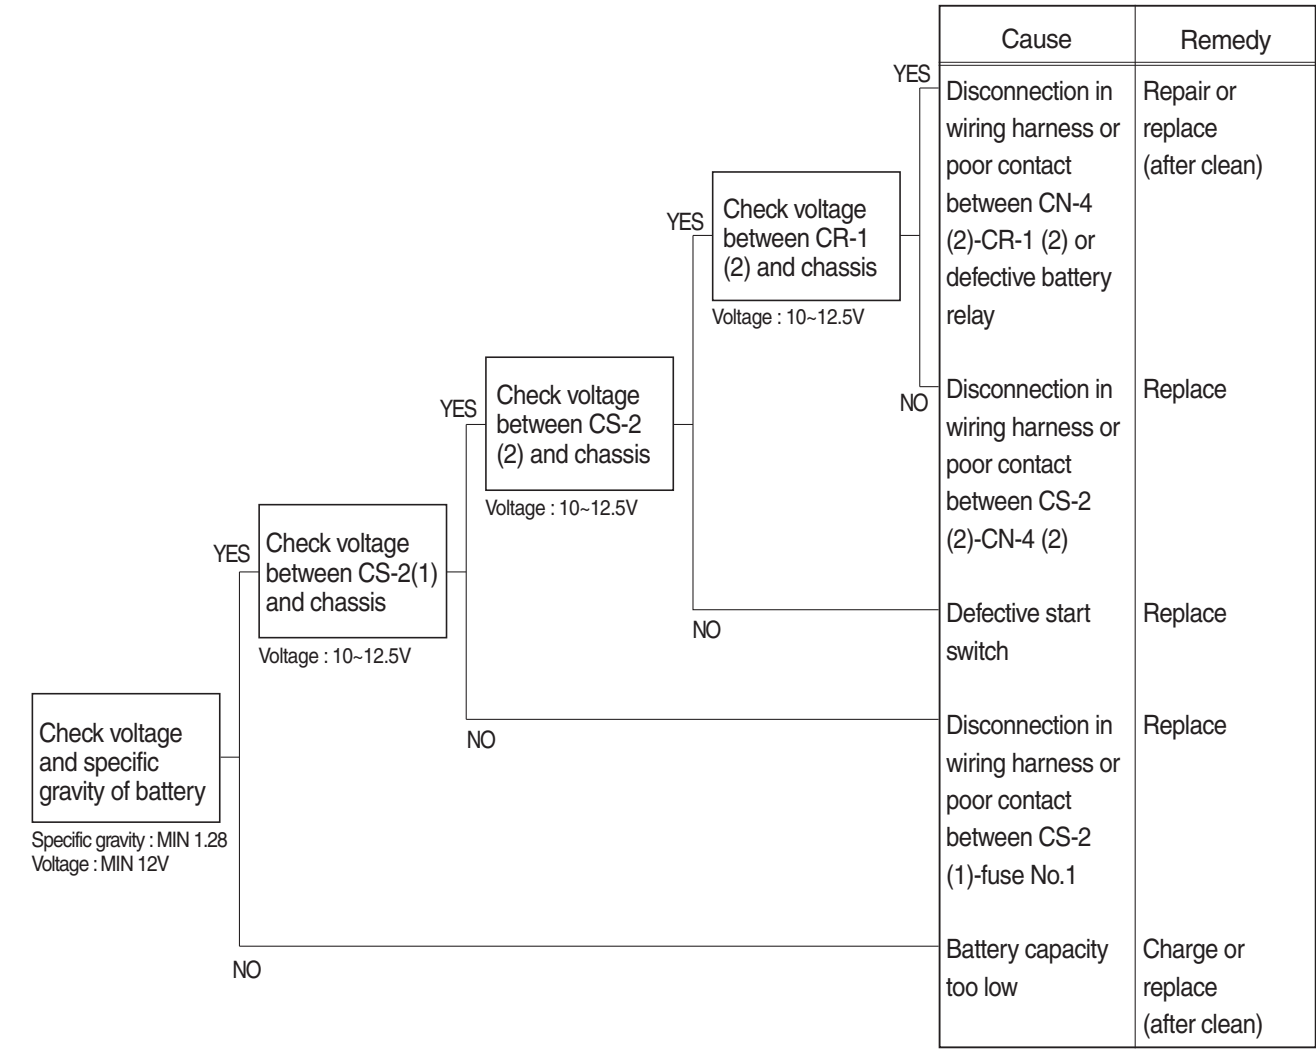 Cause
Remedy
YES
Disconnection in
wiring harness or
poor contact
between CN-4
(2)-CR-1 (2) or
defective battery
relay
Repair or
replace
(after clean)
YES
Check voltage
between CR-1
(2) and chassis
Voltage : 10~12.5V
NO
Disconnection in
wiring harness or
poor contact
between CS-2
(2)-CN-4 (2)
Replace
YES
Check voltage
between CS-2
(2) and chassis
Voltage : 10~12.5V
NO
Defective start
switch
Replace
YES
Check voltage
between CS-2(1)
and chassis
Voltage : 10~12.5V
NO
Disconnection in
wiring harness or
poor contact
between CS-2
(1)-fuse No.1
Replace
Check voltage
and specific
gravity of battery
Specific gravity : MIN 1.28
Voltage : MIN 12V
NO
Battery capacity
too low
Charge or
replace
(after clean)